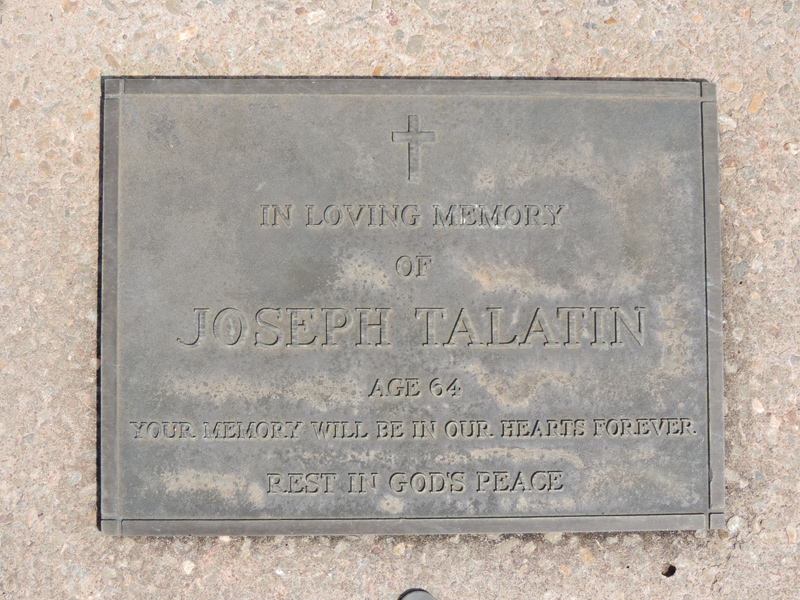 IN LOVING MEMORY
OF
JOSEPH TALATIN
AGE 64
YOUR MEMORY WILL BE IN OUR HEARTS FOREVER.
REST IN GOD'S PEACE